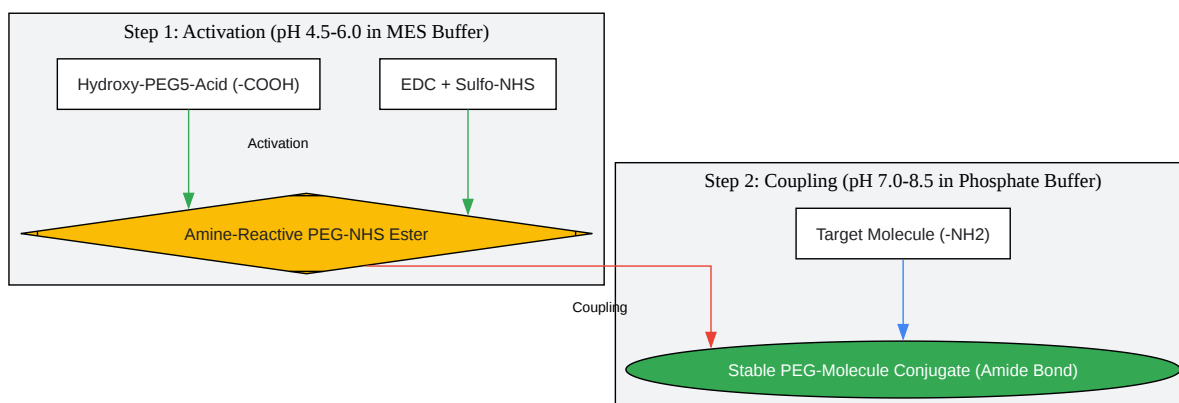 Step 1: Activation (pH 4.5-6.0 in MES Buffer)
Hydroxy-PEG5-Acid (-COOH)
EDC + Sulfo-NHS
Activation
Amine-Reactive PEG-NHS Ester
Step 2: Coupling (pH 7.0-8.5 in Phosphate Buffer)
Target Molecule (-NH2)
Coupling
Stable PEG-Molecule Conjugate (Amide Bond)